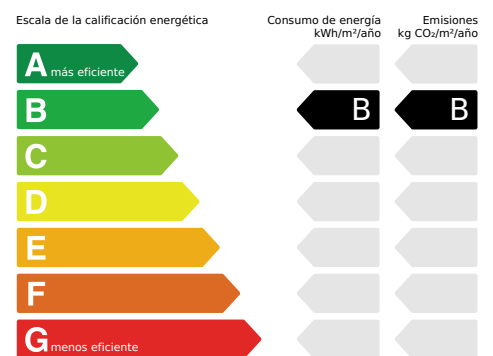 Escala de la calificación energética
Consumo de energía
kWh/m²/año
Emisiones
kg CO₂/m²/año
A más eficiente
B B B
C
D
E
F
G menos eficiente